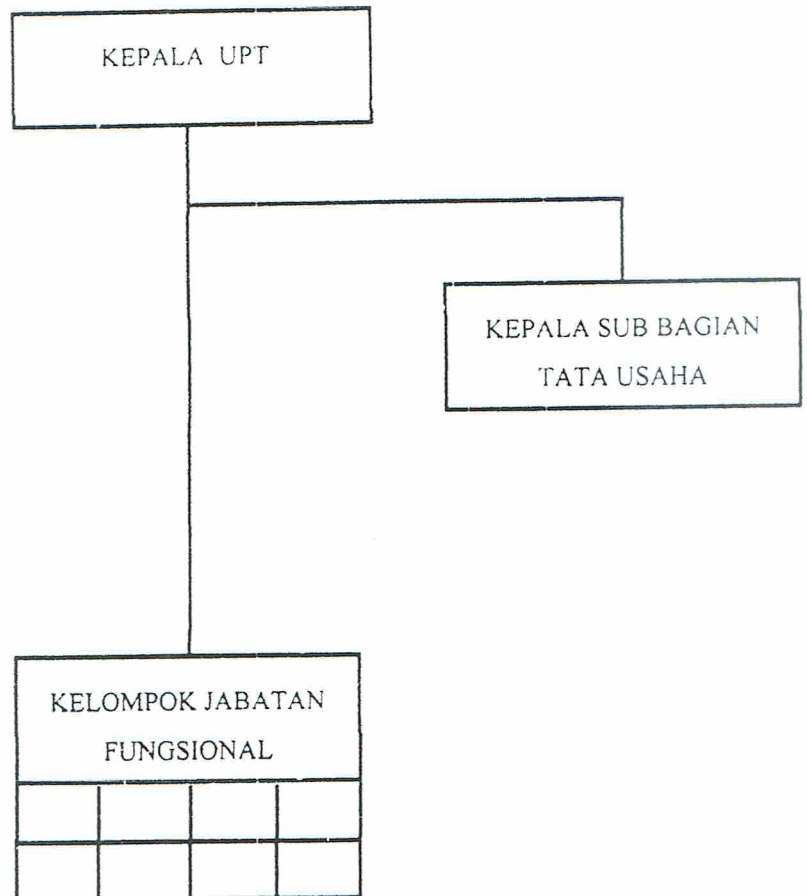 KEPALA UPT
KEPALA SUB BAGIAN
TATA USAHA
KELOMPOK JABATAN
FUNGSIONAL